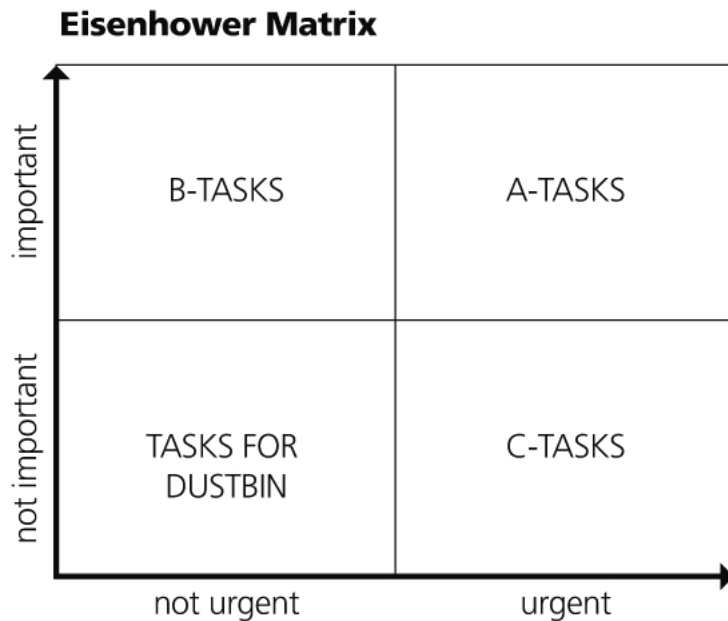 Eisenhower Matrix
important
B-TASKS
A-TASKS
not important
TASKS FOR
DUSTBIN
C-TASKS
not urgent
urgent